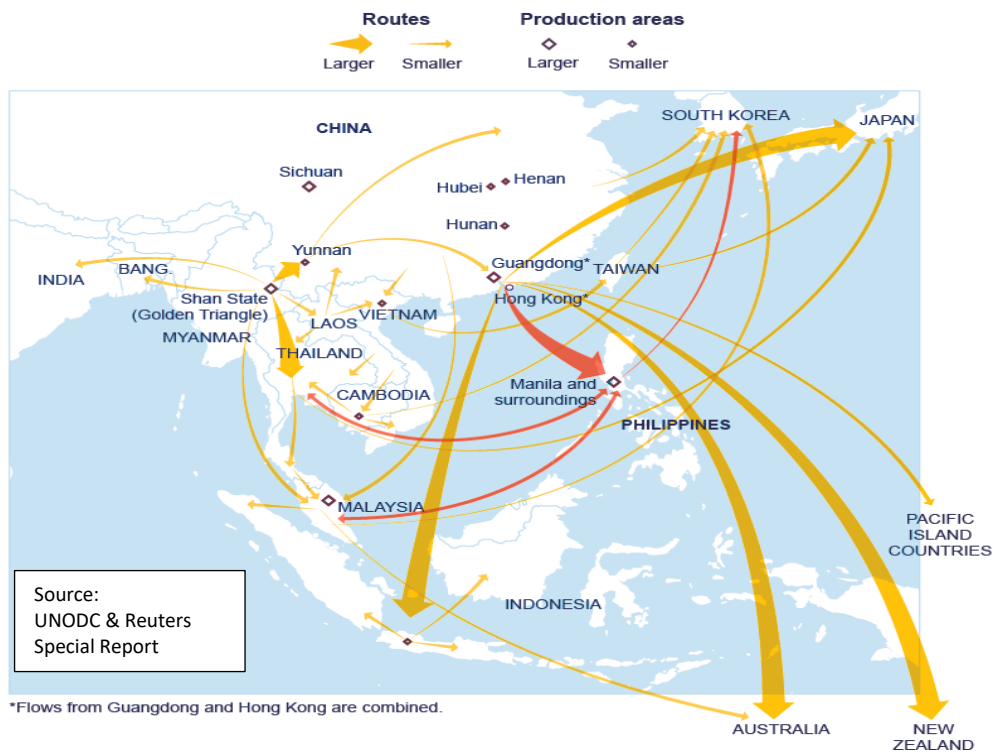 Routes
Production areas
Larger
Smaller
Larger
Smaller
CHINA
SOUTH KOREA
JAPAN
Sichuan
Hubei
Henan
Hunan
Yunnan
Guangdong*
TAIWAN
INDIA
BANG.
Shan State
(Golden Triangle)
Hong Kong*
MYANMAR
LAOS
VIETNAM
THAILAND
CAMBODIA
Manila and
surroundings
PHILIPPINES
MALAYSIA
PACIFIC
ISLAND
COUNTRIES
INDONESIA
Source:
UNODC & Reuters
Special Report
*Flows from Guangdong and Hong Kong are combined.
AUSTRALIA
NEW
ZEALAND